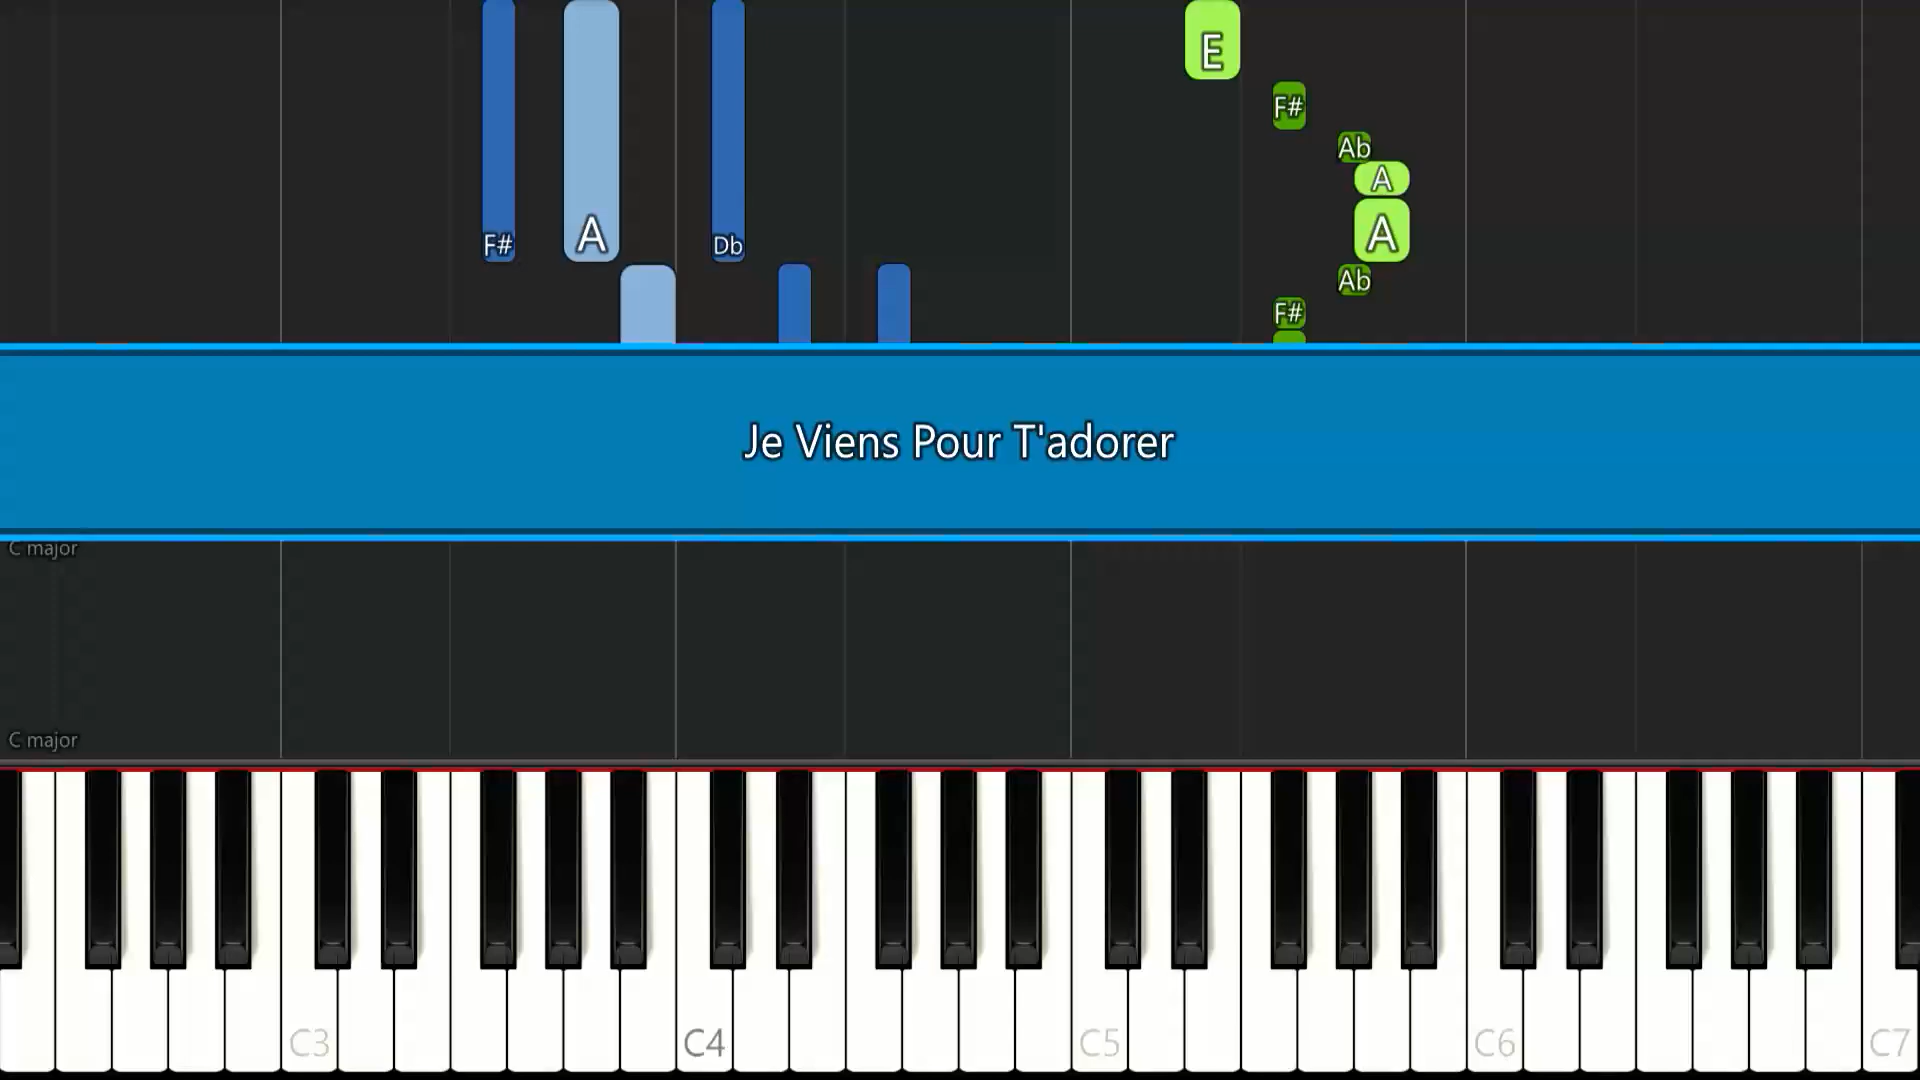 E
F#
Ab
A
F# A Db A
Ab
F#
Je Viens Pour T'adorer
C major
C major
C3 C4 C5 C6 C7